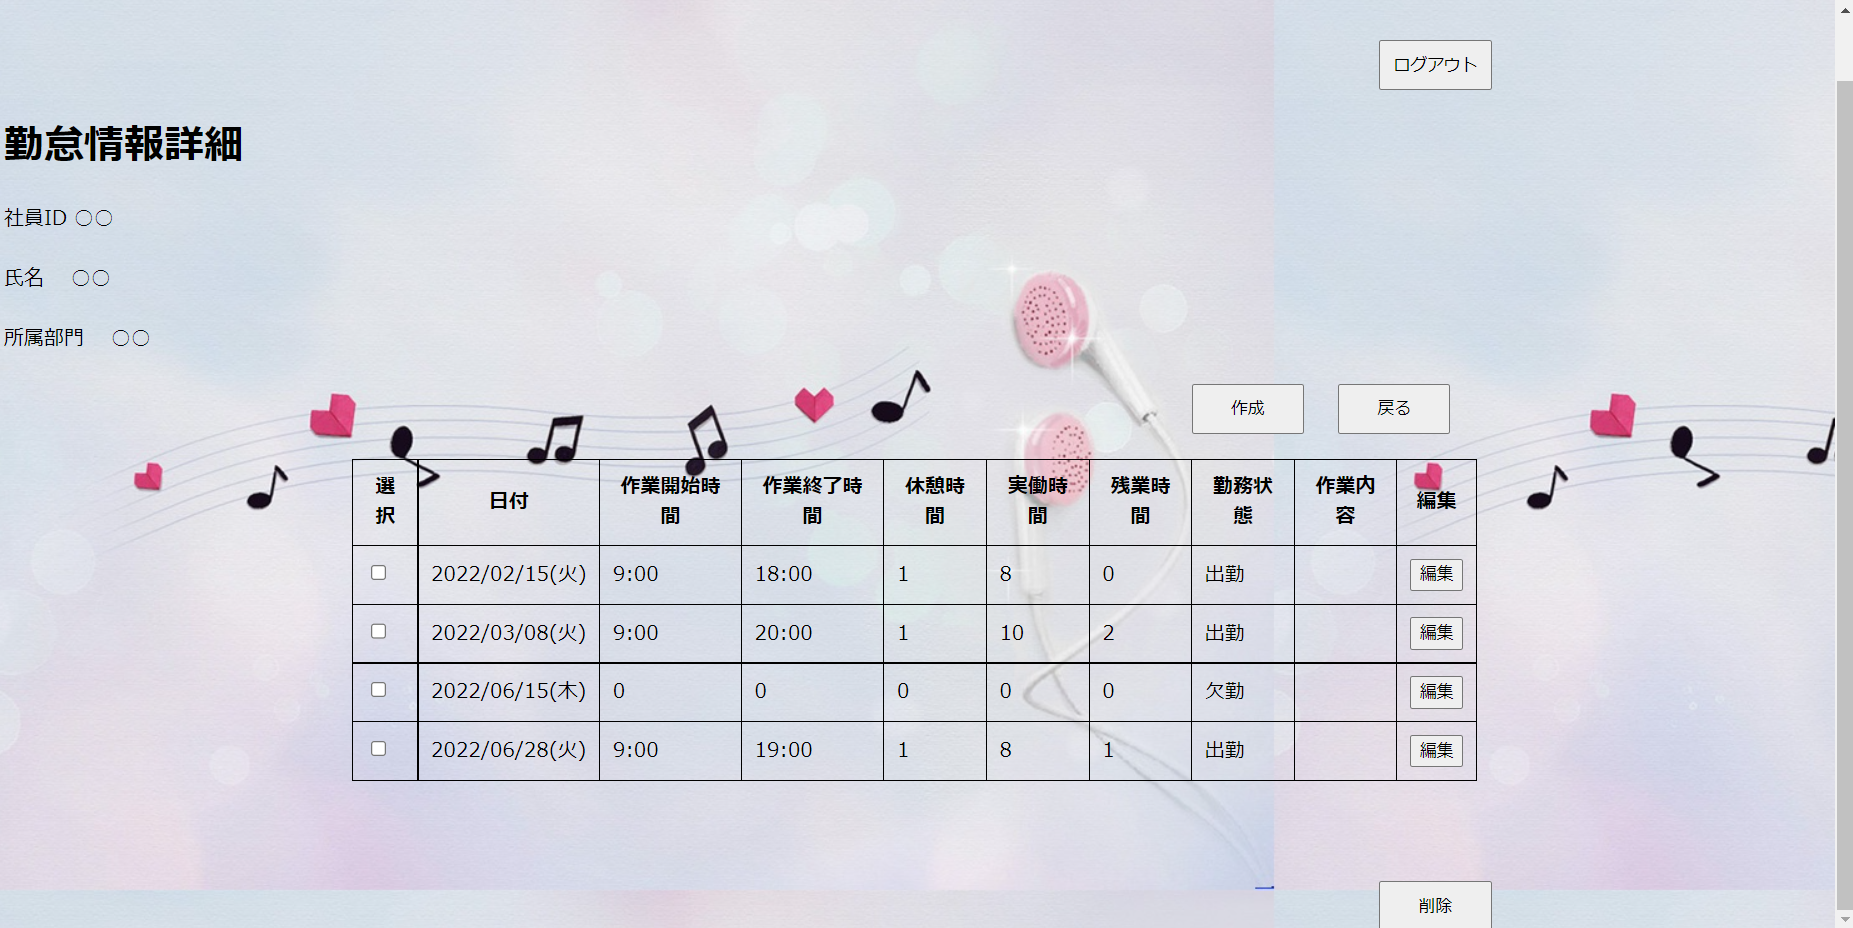 ログアウト
勤怠情報詳細
社員ID 〇〇
氏名　〇〇
所属部門　〇〇
作成 戻る
選択 日付 作業開始時間 作業終了時間 休憩時間 実働時間 残業時間 勤務状態 作業内容 編集
2022/02/15(火) 9:00 18:00 1 8 0 出勤 編集
2022/03/08(火) 9:00 20:00 1 10 2 出勤 編集
2022/06/15(木) 0 0 0 0 0 欠勤 編集
2022/06/28(火) 9:00 19:00 1 8 1 出勤 編集
削除